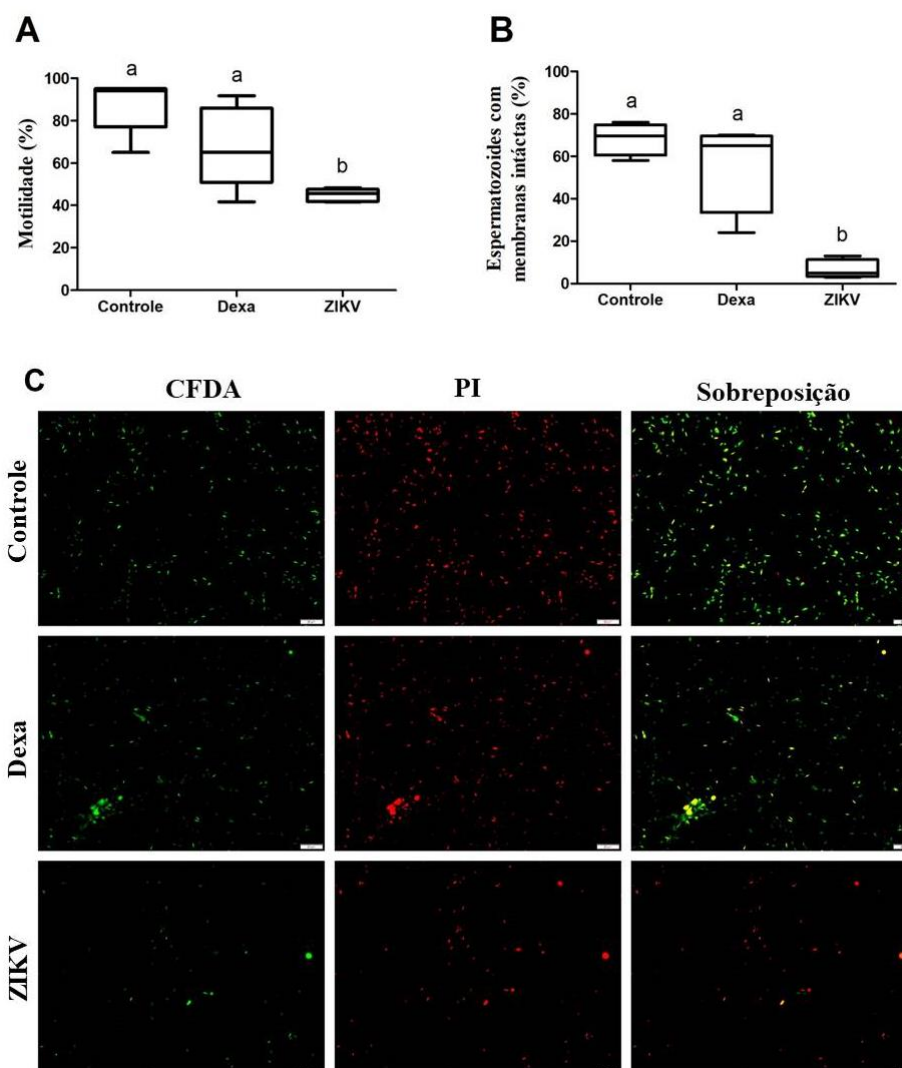 A
a
a
b
Motilidade (%)
100
80
60
40
20
0
Controle
Dexa
ZIKV
B
a
a
b
Espermatozoides com
membranas intáctas (%)
100
80
60
40
20
0
Controle
Dexa
ZIKV
C
CFDA
PI
Sobreposição
Controle
Dexa
ZIKV